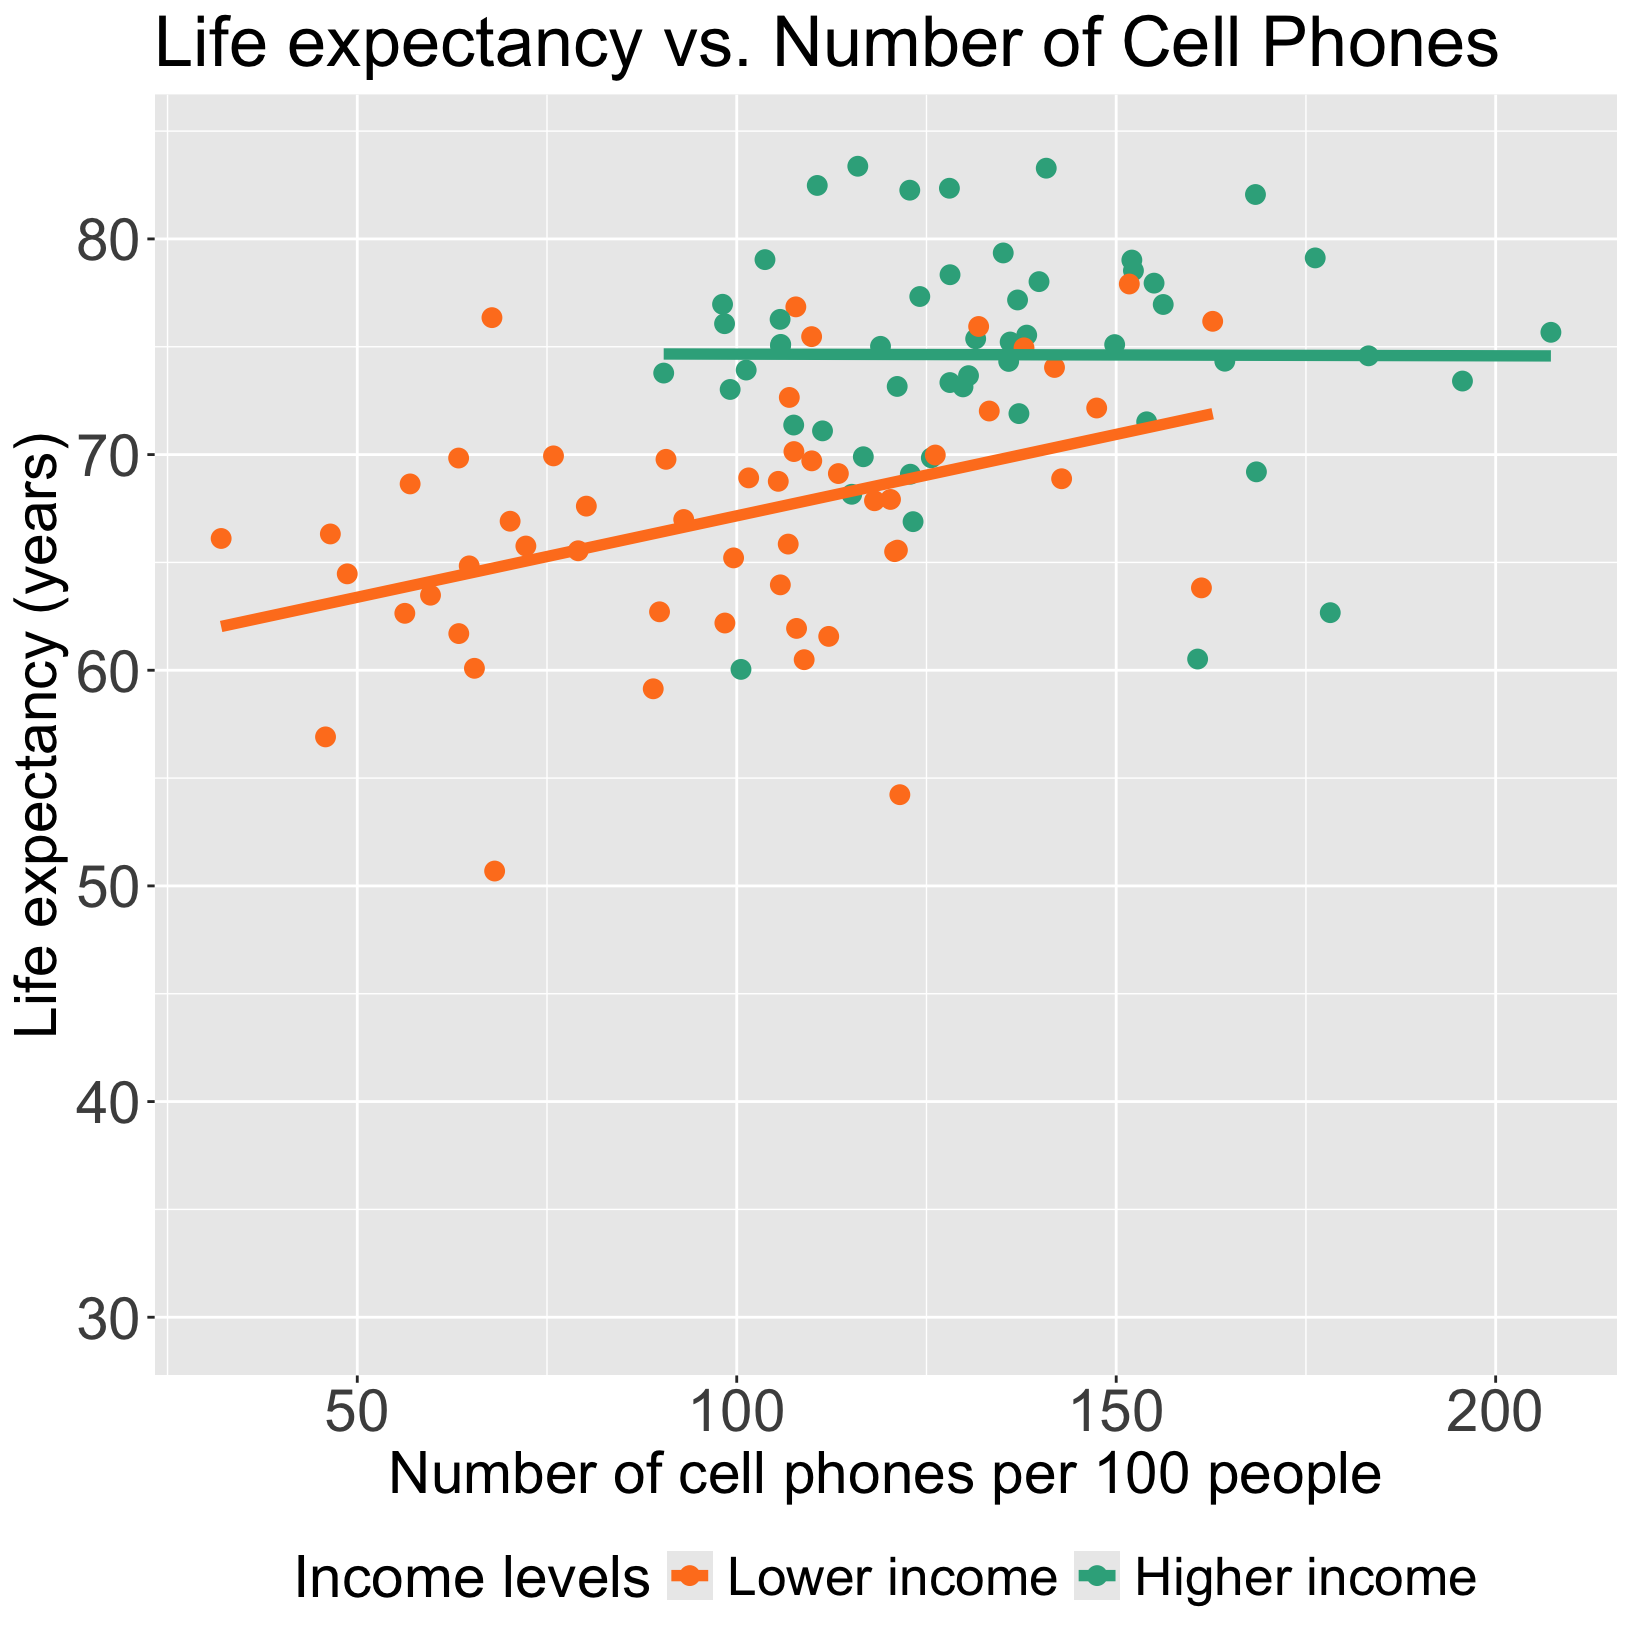 Life expectancy vs. Number of Cell Phones
Life expectancy (years)
80
70
60
50
40
30
50 100 150 200
Number of cell phones per 100 people
Income levels Lower income Higher income